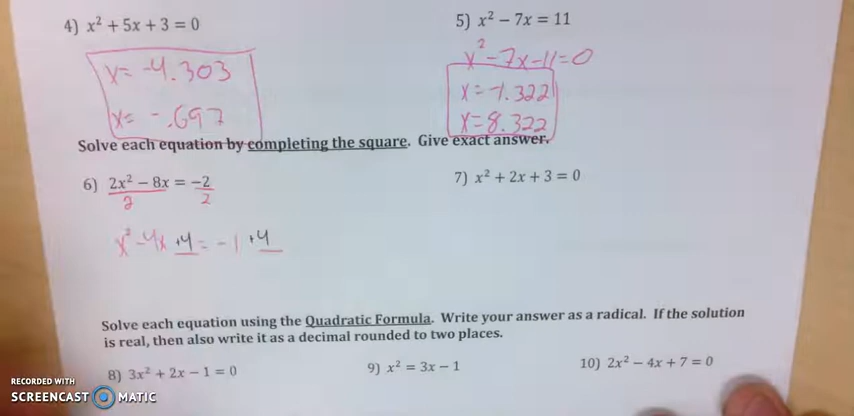 4) x² + 5x + 3 = 0
5) x² − 7x = 11
x² − 7x − 11 = 0
x = -4.303
x = -.697
x = -1.322
x = 8.322
Solve each equation by completing the square. Give exact answer.
6) 2x² − 8x = −2
2 2
7) x² + 2x + 3 = 0
x² - 4x +4 = -1 +4
Solve each equation using the Quadratic Formula. Write your answer as a radical. If the solution
is real, then also write it as a decimal rounded to two places.
8) 3x² + 2x − 1 = 0
9) x² = 3x − 1
10) 2x² − 4x + 7 = 0
RECORDED WITH
SCREENCAST MATIC